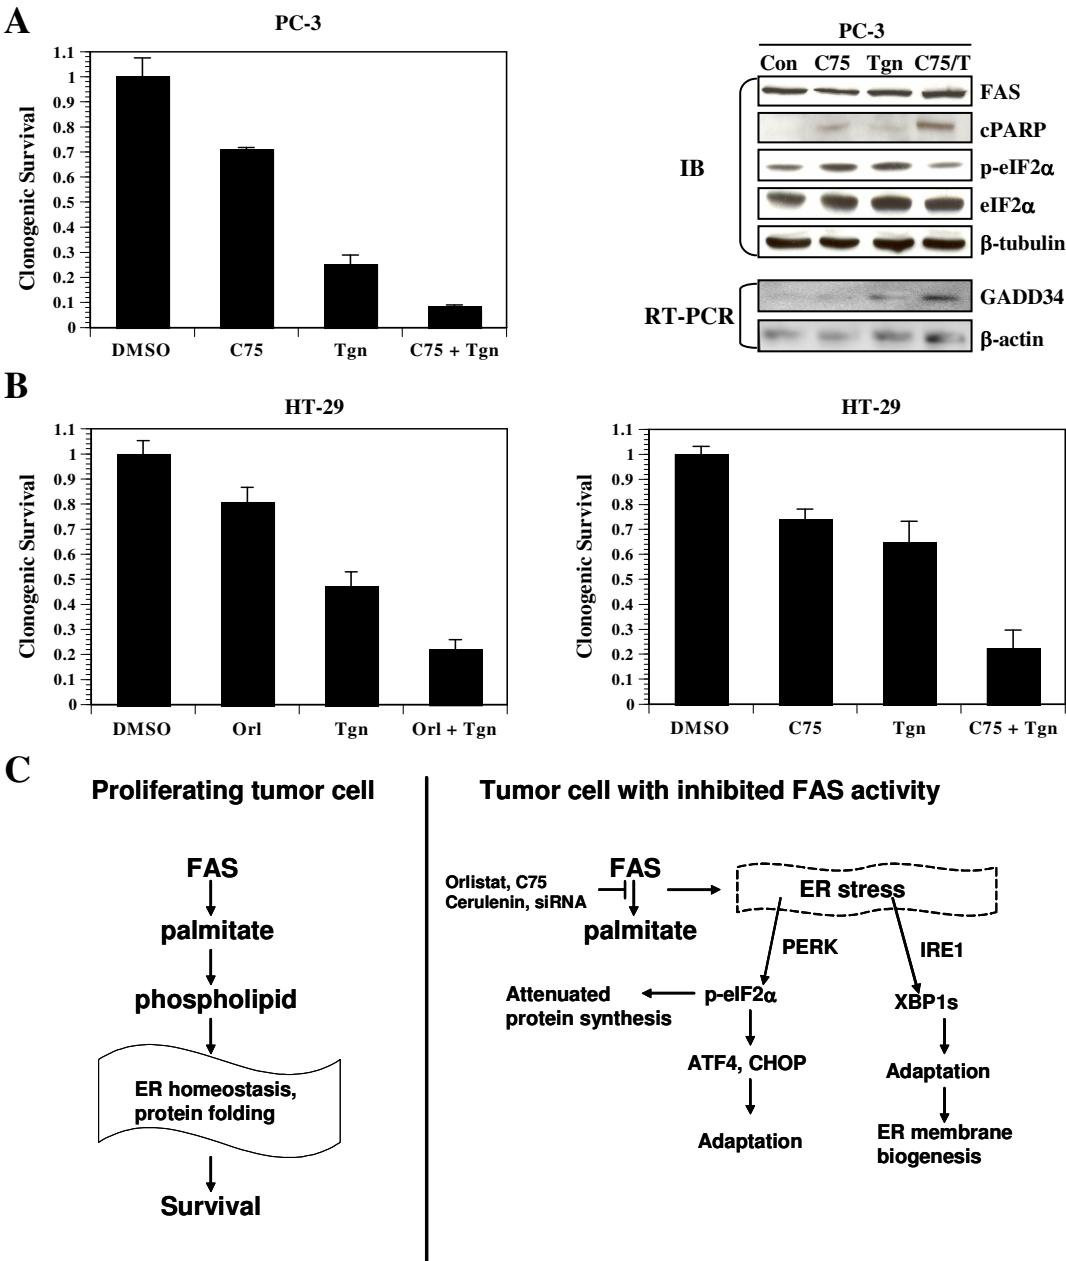 A
PC-3
Clonogenic Survival
1.1
1
0.9
0.8
0.7
0.6
0.5
0.4
0.3
0.2
0.1
0
DMSO C75 Tgn C75 + Tgn
PC-3
Con C75 Tgn C75/T
IB
FAS
cPARP
p-eIF2α
eIF2α
β-tubulin
RT-PCR
GADD34
β-actin
B
HT-29
Clonogenic Survival
1.1
1
0.9
0.8
0.7
0.6
0.5
0.4
0.3
0.2
0.1
0
DMSO Orl Tgn Orl + Tgn
HT-29
Clonogenic Survival
1.1
1
0.9
0.8
0.7
0.6
0.5
0.4
0.3
0.2
0.1
0
DMSO C75 Tgn C75 + Tgn
C
Proliferating tumor cell
FAS
palmitate
phospholipid
ER homeostasis,
protein folding
Survival
Tumor cell with inhibited FAS activity
Orlistat, C75
Cerulenin, siRNA
FAS
palmitate
ER stress
PERK
IRE1
Attenuated
protein synthesis
p-eIF2α
XBP1s
ATF4, CHOP
Adaptation
Adaptation
ER membrane
biogenesis